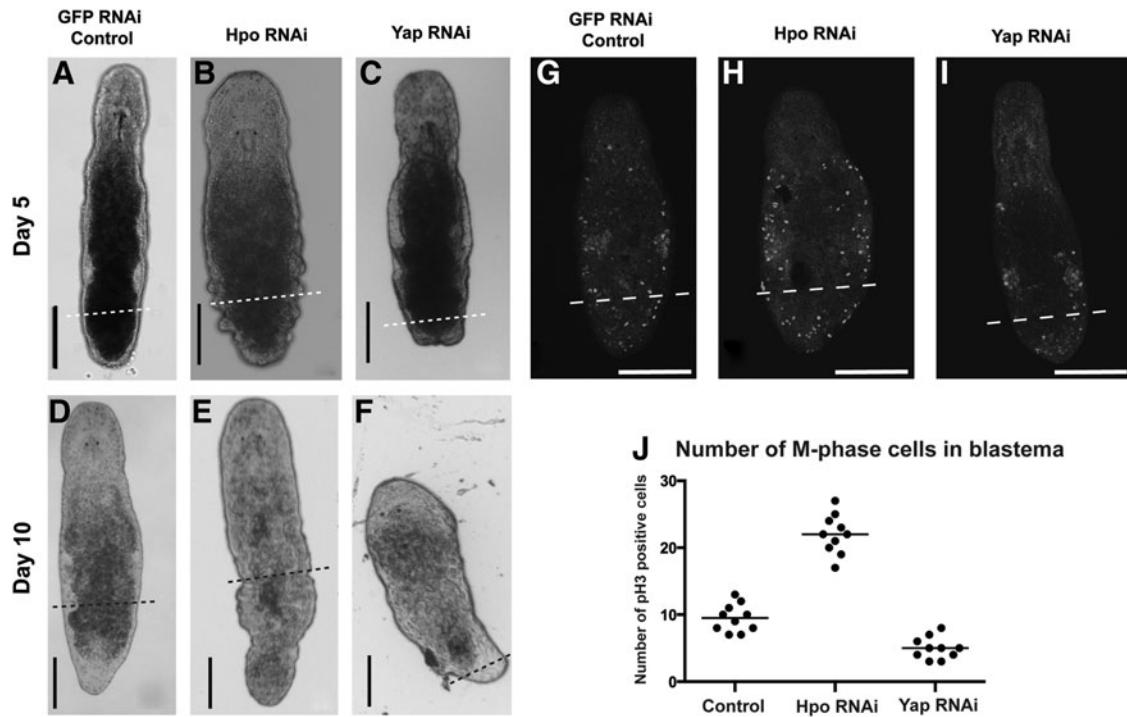 GFP RNAi
Control
Hpo RNAi
Yap RNAi
GFP RNAi
Control
Hpo RNAi
Yap RNAi
A
B
C
G
H
I
Day 5
D
E
F
Day 10
J Number of M-phase cells in blastema
Number of pH3 positive cells
30
20
10
0
Control
Hpo RNAi
Yap RNAi